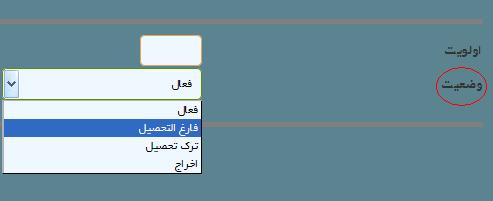 اولویت
وضعیت
فعال
فعال
فارغ التحصیل
ترک تحصیل
اخراج